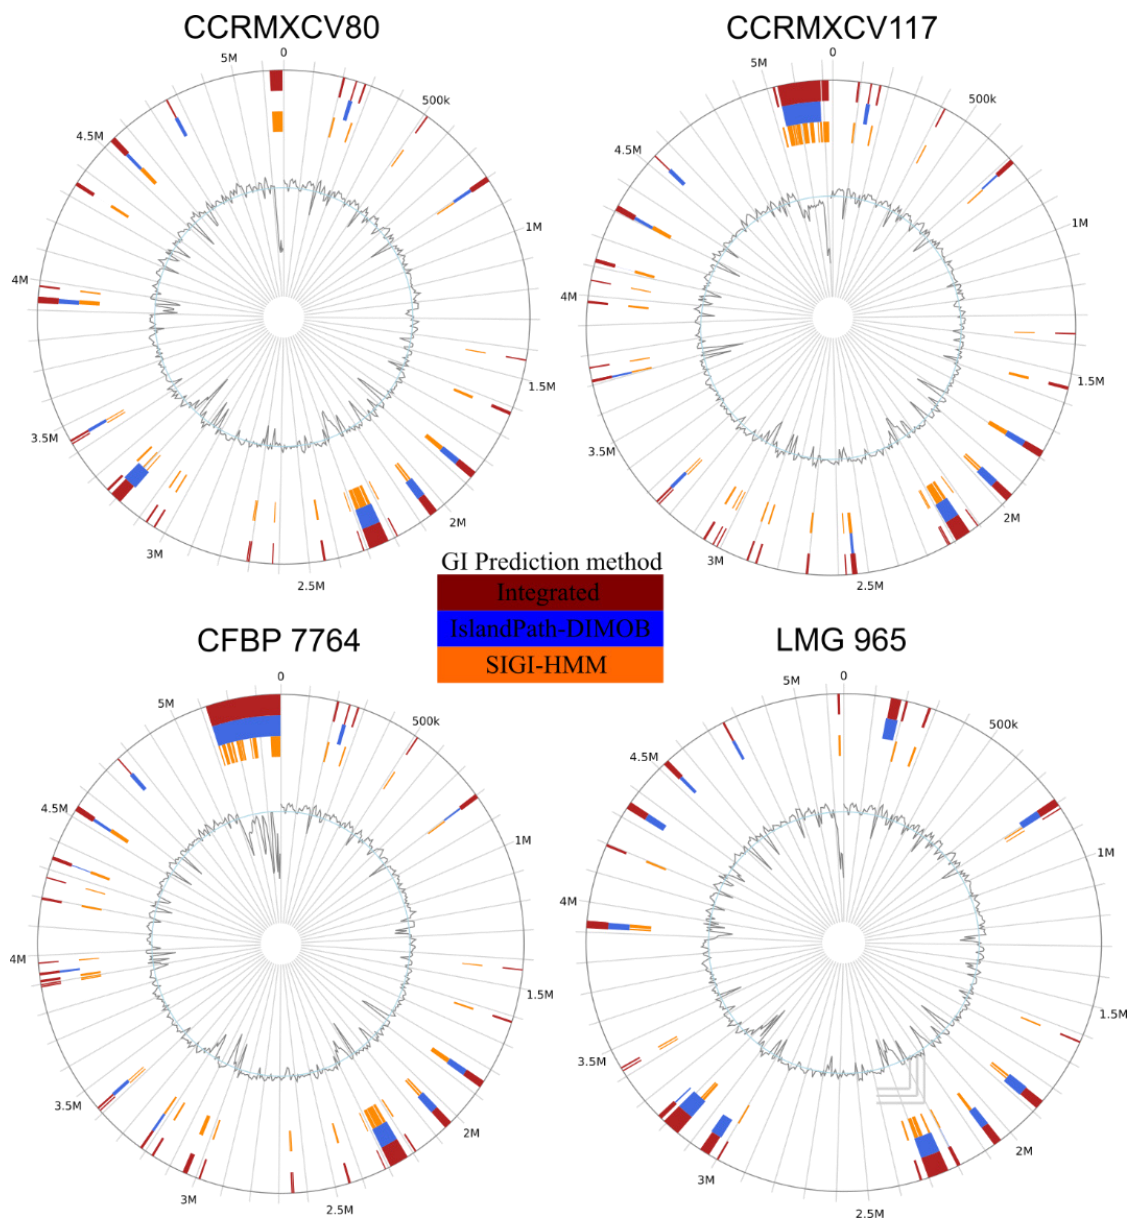 CCRMXCV80
CCRMXCV117
0
5M
500k
4.5M
1M
4M
1.5M
3.5M
2M
3M
2.5M
0
5M
500k
4.5M
1M
4M
1.5M
3.5M
2M
3M
2.5M
GI Prediction method
Integrated
IslandPath-DIMOB
SIGI-HMM
CFBP 7764
LMG 965
0
5M
500k
4.5M
1M
4M
1.5M
3.5M
2M
3M
2.5M
0
5M
500k
4.5M
1M
4M
1.5M
3.5M
2M
3M
2.5M